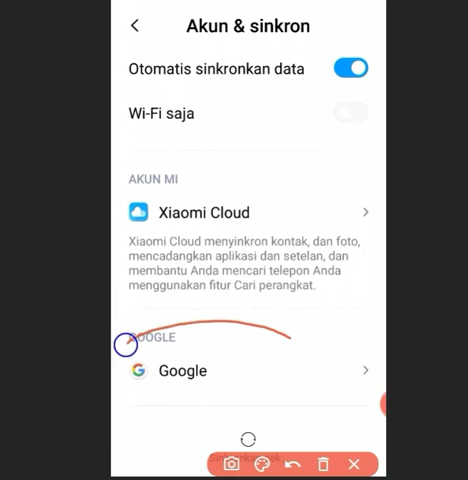 Akun & sinkron
Otomatis sinkronkan data
Wi-Fi saja
AKUN MI
Xiaomi Cloud
Xiaomi Cloud menyinkron kontak, dan foto,
mencadangkan aplikasi dan setelan, dan
membantu Anda mencari telepon Anda
menggunakan fitur Cari perangkat.
GOOGLE
Google